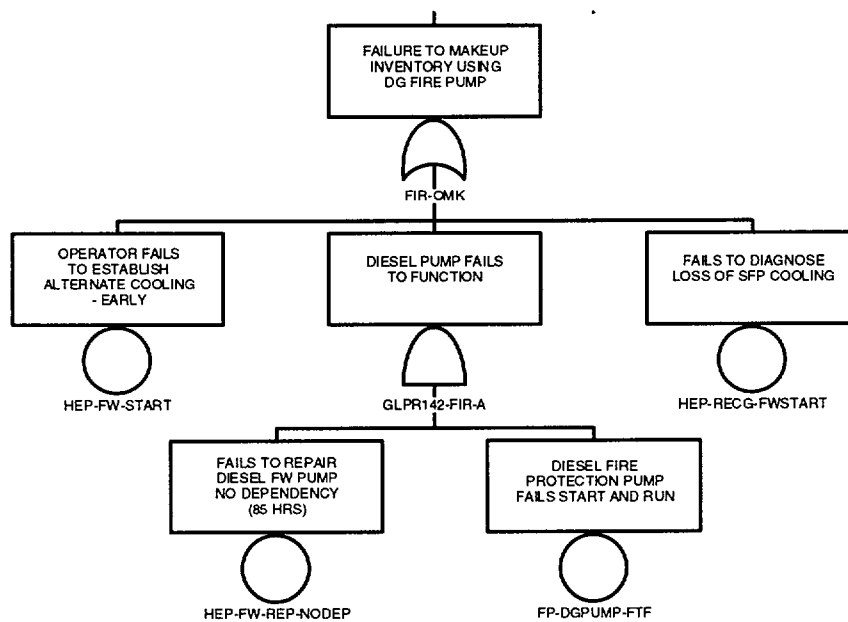 FAILURE TO MAKEUP
INVENTORY USING
DG FIRE PUMP
FIR-OMK
OPERATOR FAILS
TO ESTABLISH
ALTERNATE COOLING
- EARLY
HEP-FW-START
DIESEL PUMP FAILS
TO FUNCTION
GLPR142-FIR-A
FAILS TO DIAGNOSE
LOSS OF SFP COOLING
HEP-RECG-FWSTART
FAILS TO REPAIR
DIESEL FW PUMP
NO DEPENDENCY
(85 HRS)
HEP-FW-REP-NODEP
DIESEL FIRE
PROTECTION PUMP
FAILS START AND RUN
FP-DGPUMP-FTF